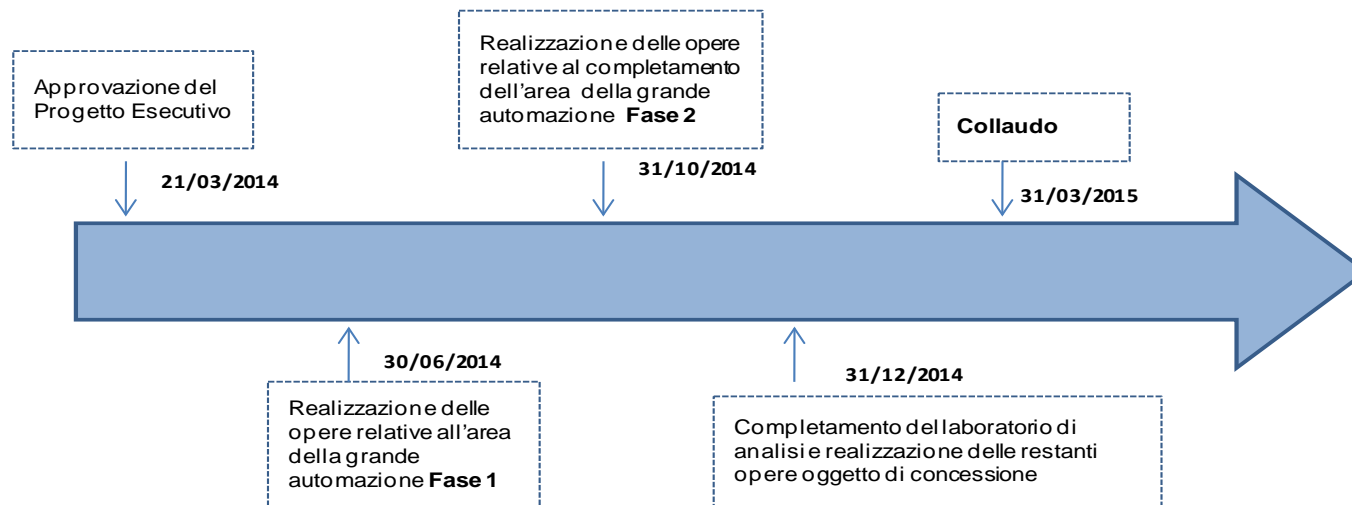 Approvazione del
Progetto Esecutivo
21/03/2014
Realizzazione delle opere
relative al completamento
dell'area della grande
automazione Fase 2
31/10/2014
Collaudo
31/03/2015
30/06/2014
Realizzazione delle
opere relative all'area
della grande
automazione Fase 1
31/12/2014
Completamento del laboratorio di
analisi e realizzazione delle restanti
opere oggetto di concessione